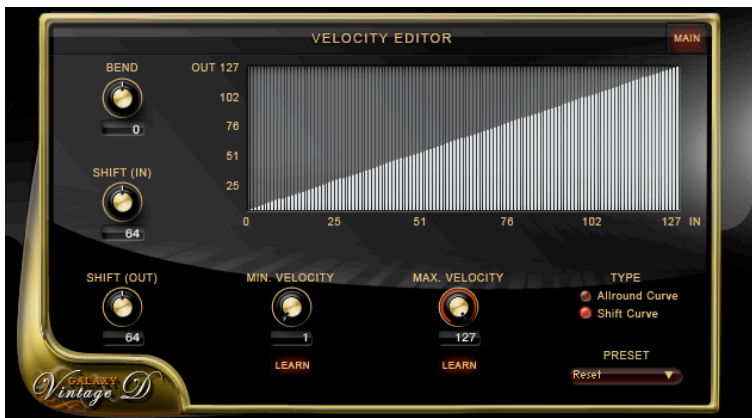 VELOCITY EDITOR
MAIN
BEND
0
OUT 127
102
76
51
25
0 25 51 76 102 127 IN
SHIFT (IN)
64
SHIFT (OUT)
64
MIN. VELOCITY
1
LEARN
MAX. VELOCITY
127
LEARN
TYPE
Allround Curve
Shift Curve
PRESET
Reset
GALAXY
Vintage D